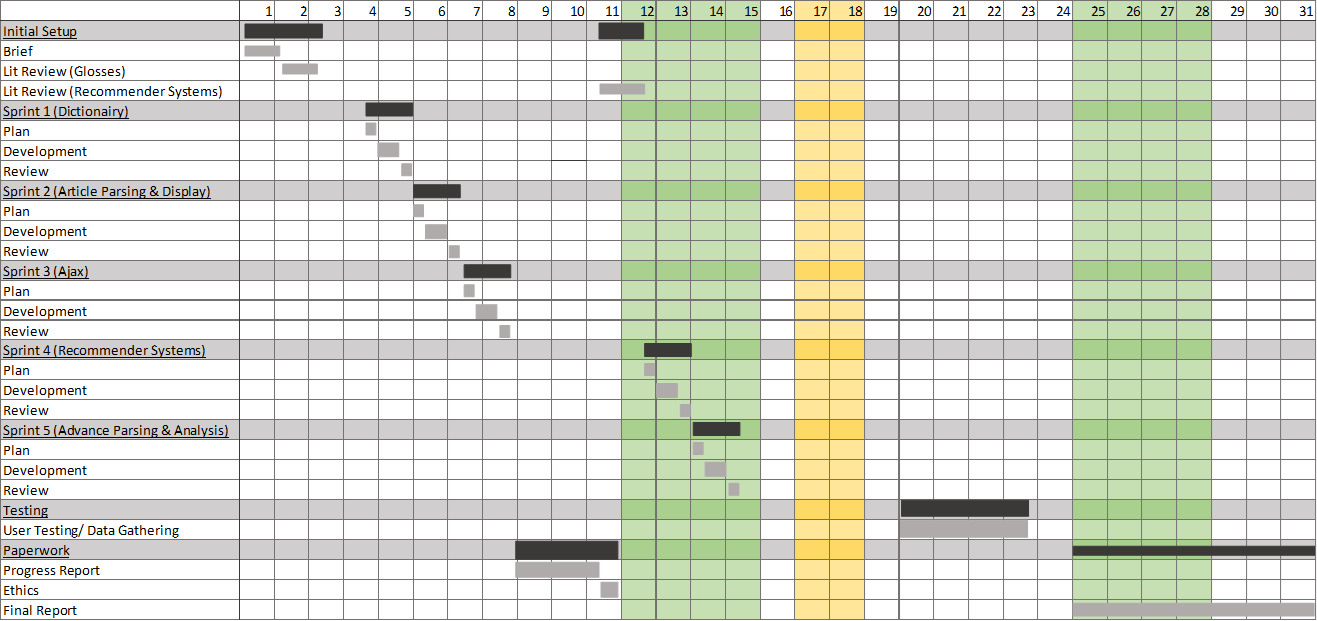 1 2 3 4 5 6 7 8 9 10 11 12 13 14 15 16 17 18 19 20 21 22 23 24 25 26 27 28 29 30 31
Initial Setup
Brief
Lit Review (Glosses)
Lit Review (Recommender Systems)
Sprint 1 (Dictionairy)
Plan
Development
Review
Sprint 2 (Article Parsing & Display)
Plan
Development
Review
Sprint 3 (Ajax)
Plan
Development
Review
Sprint 4 (Recommender Systems)
Plan
Development
Review
Sprint 5 (Advance Parsing & Analysis)
Plan
Development
Review
Testing
User Testing/ Data Gathering
Paperwork
Progress Report
Ethics
Final Report